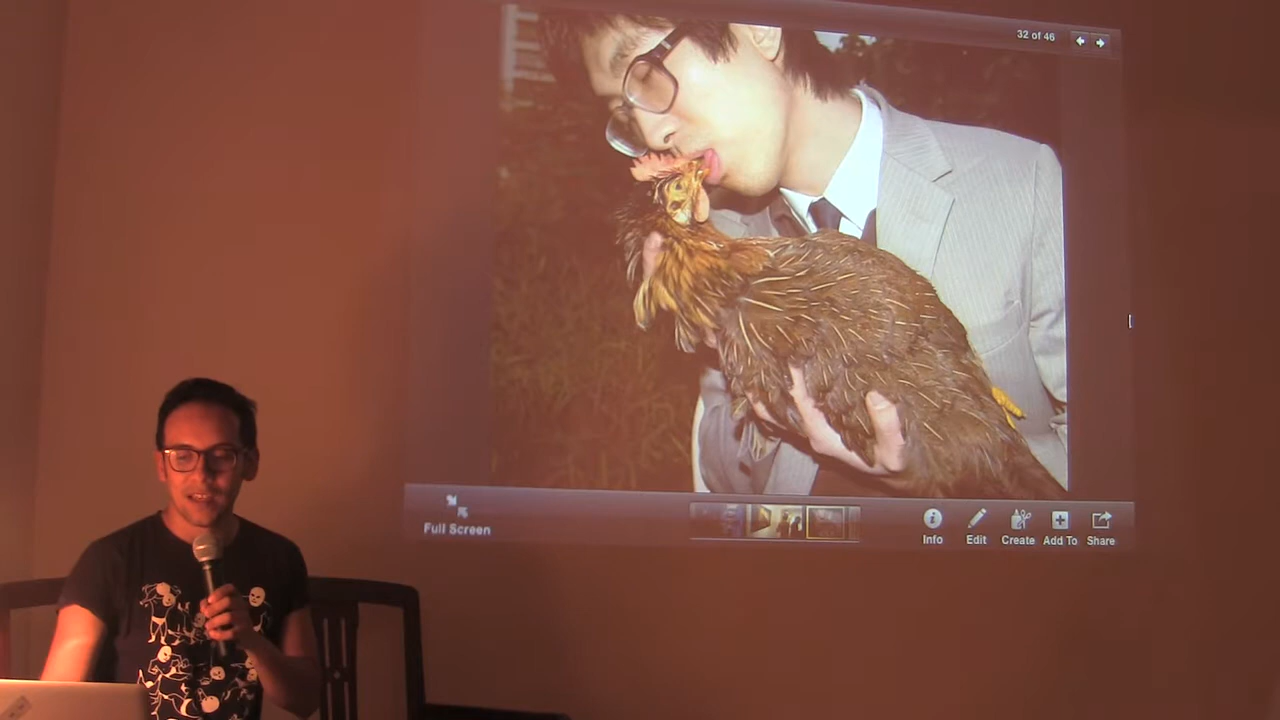 32 of 46
Full Screen
Info
Edit
Create
Add To
Share